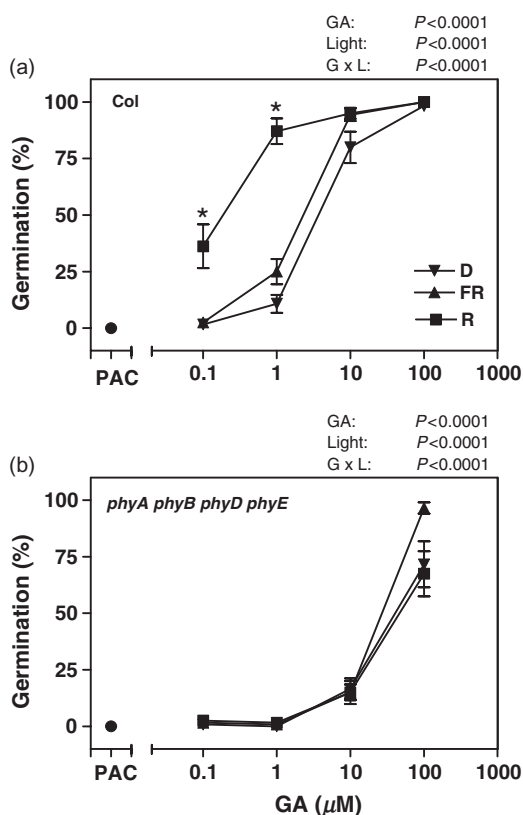 GA: P<0.0001
Light: P<0.0001
G x L: P<0.0001
(a)
Col
*
*
Germination (%)
100
75
50
25
0
D
FR
R
PAC 0.1 1 10 100 1000
GA: P<0.0001
Light: P<0.0001
G x L: P<0.0001
(b)
phyA phyB phyD phyE
Germination (%)
100
75
50
25
0
PAC 0.1 1 10 100 1000
GA (μM)